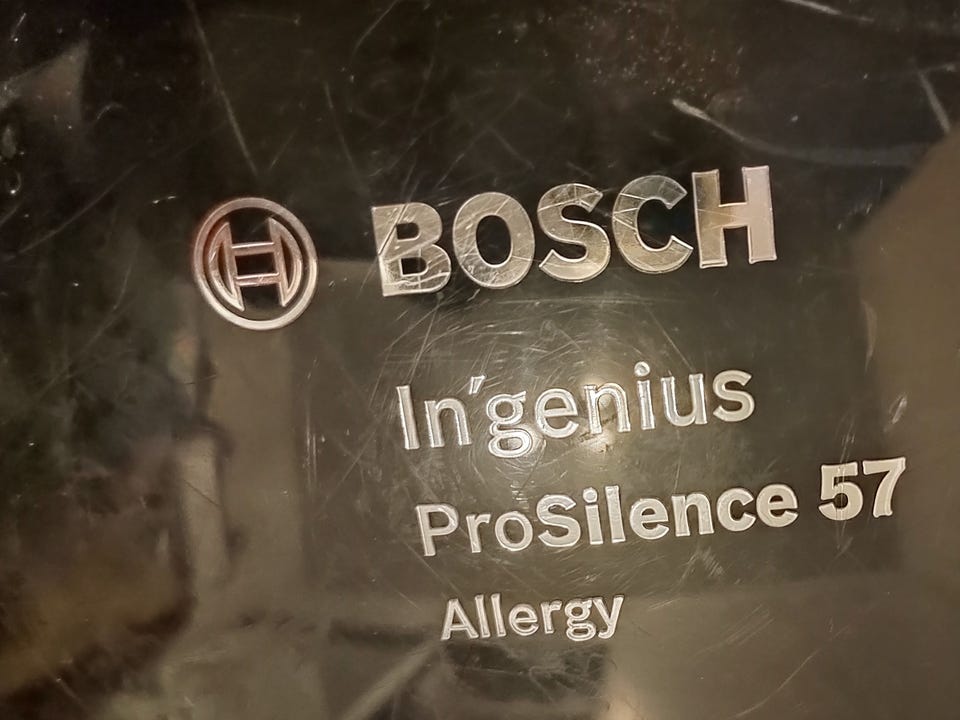 BOSCH
In'genius
ProSilence 57
Allergy